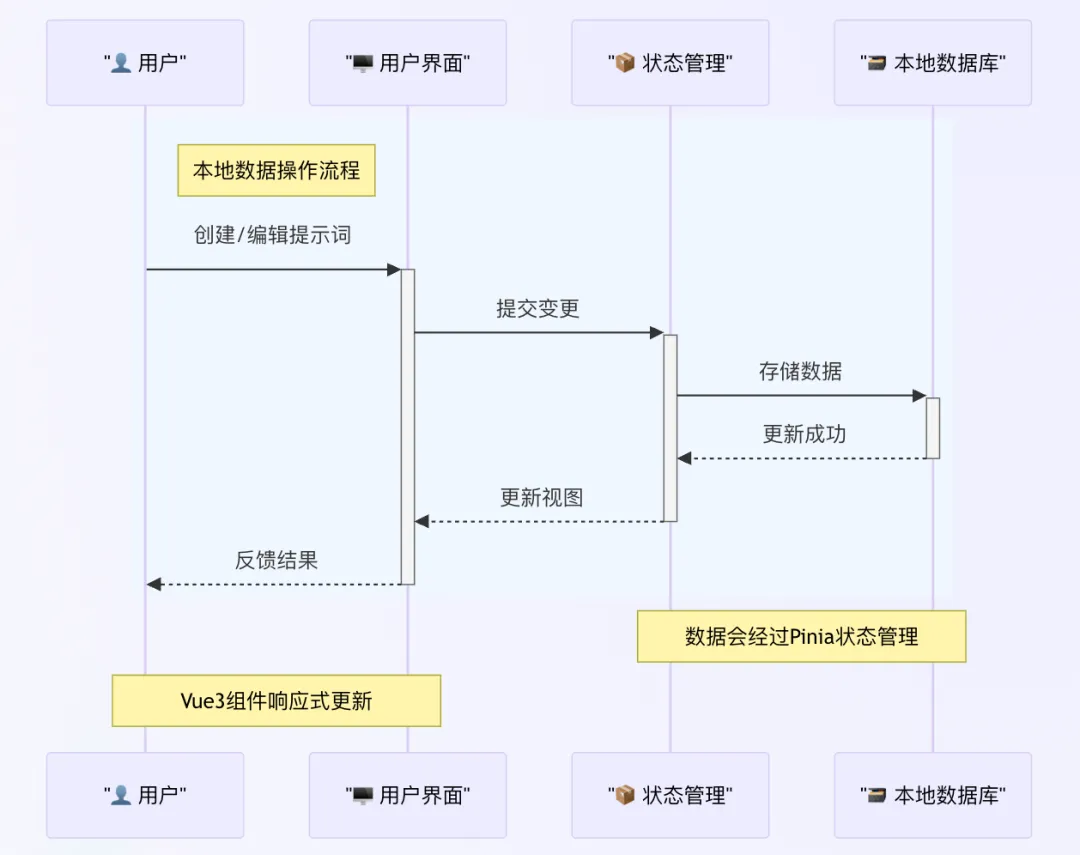 "👤 用户"
"🖥️ 用户界面"
"📦 状态管理"
"🗃️ 本地数据库"
本地数据操作流程
创建/编辑提示词
提交变更
存储数据
更新成功
更新视图
反馈结果
数据会经过Pinia状态管理
Vue3组件响应式更新
"👤 用户"
"🖥️ 用户界面"
"📦 状态管理"
"🗃️ 本地数据库"